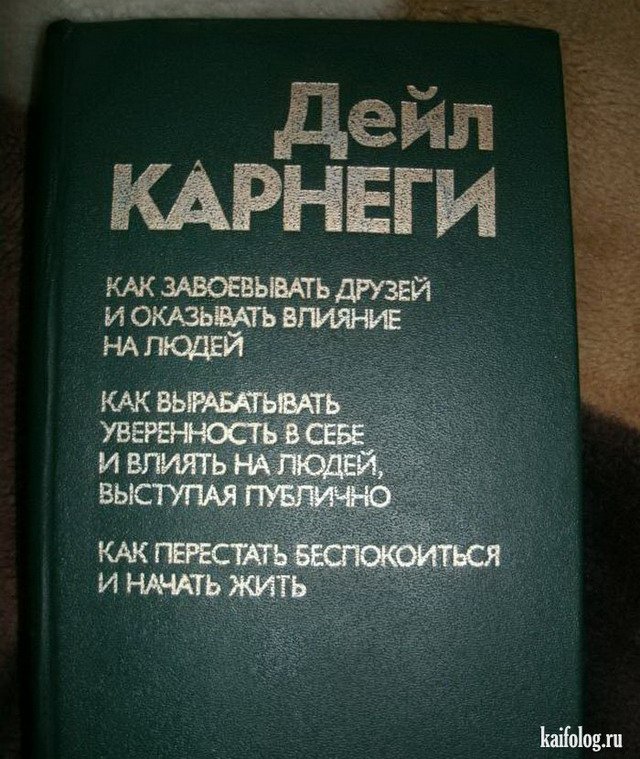 Дейл
КАРНЕГИ
КАК ЗАВОЕВЫВАТЬ ДРУЗЕЙ
И ОКАЗЫВАТЬ ВЛИЯНИЕ
НА ЛЮДЕЙ
КАК ВЫРАБАТЫВАТЬ
УВЕРЕННОСТЬ В СЕБЕ
И ВЛИЯТЬ НА ЛЮДЕЙ,
ВЫСТУПАЯ ПУБЛИЧНО
КАК ПЕРЕСТАТЬ БЕСПОКОИТЬСЯ
И НАЧАТЬ ЖИТЬ
kaifolog.ru